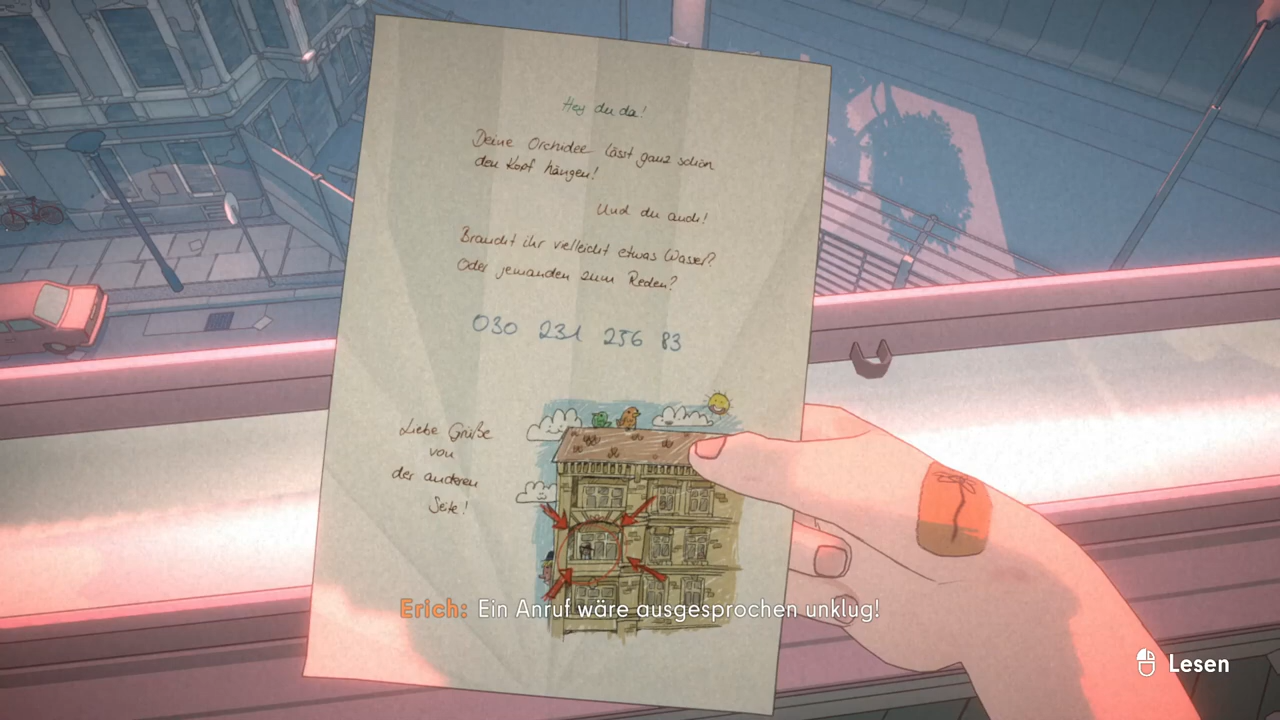 Hey du da!
Deine Orchidee lässt ganz schön
den Kopf hängen!
Und du auch!
Braucht ihr vielleicht etwas Wasser?
Oder jemanden zum Reden?
030 231 256 83
Liebe Grüße
von
der anderen
Seite!
Erich: Ein Anruf wäre ausgesprochen unklug!
Lesen